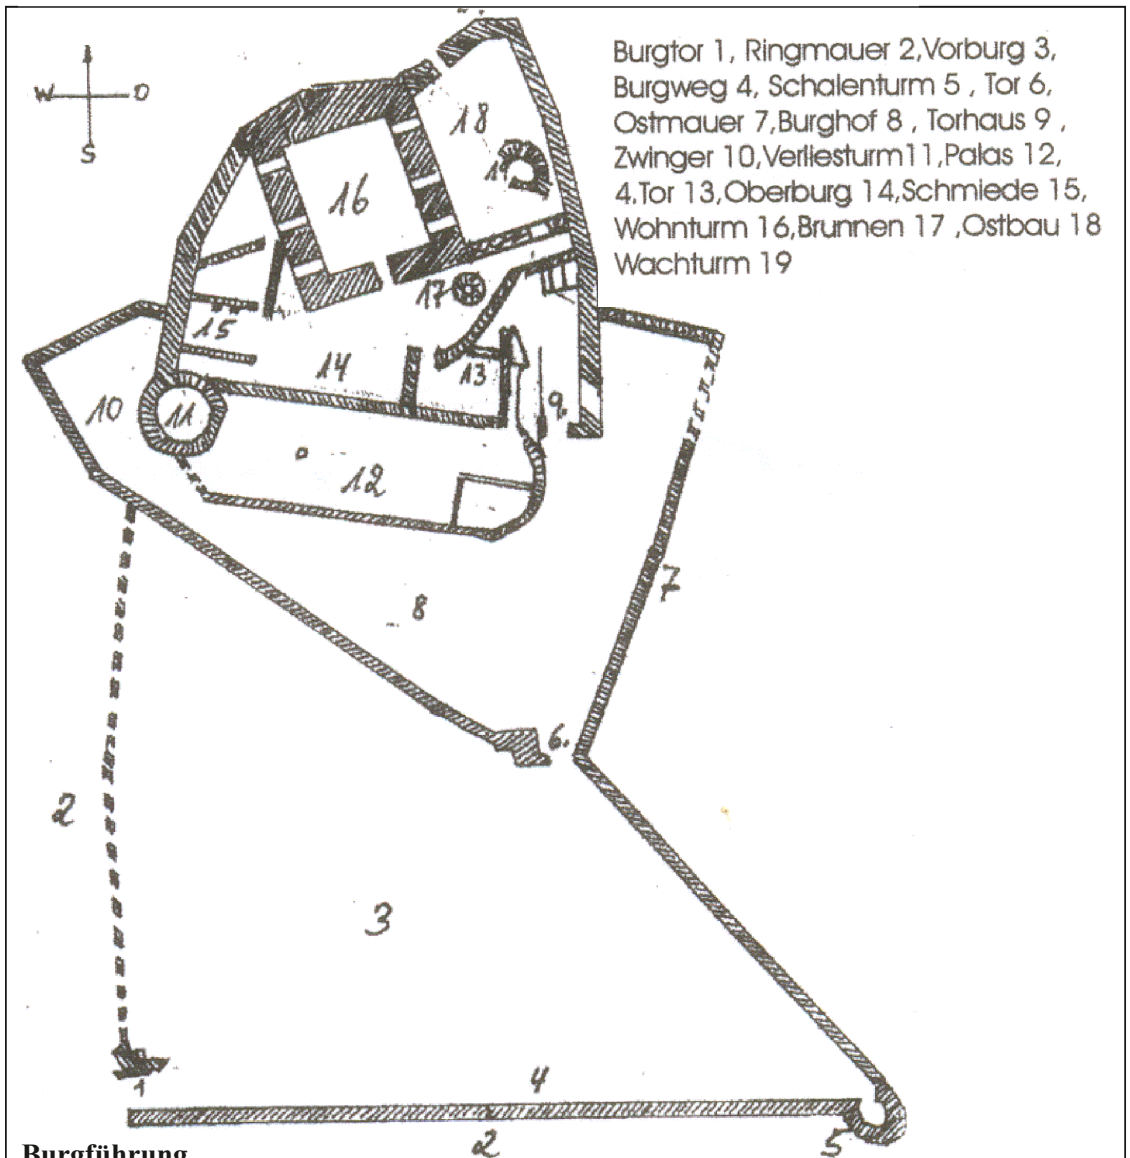 Burgtor 1, Ringmauer 2,Vorburg 3,
Burgweg 4, Schalenturm 5 , Tor 6,
Ostmauer 7,Burghof 8 , Torhaus 9 ,
Zwinger 10,Verliesturm11,Palas 12,
4.Tor 13,Oberburg 14,Schmiede 15,
Wohnturm 16,Brunnen 17 ,Ostbau 18
Wachturm 19
W O
S
18
19
16
17
15
14
13
10
11
9.
12
7
8
6.
2
3
1
4
2
5
Burgführung